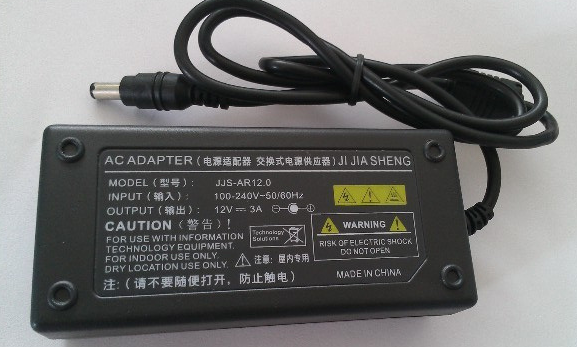 AC ADAPTER (电源适配器 交换式电源供应器) JI JIA SHENG
MODEL (型号): JJS-AR12.0
INPUT (输入): 100-240V~50/60Hz
OUTPUT (输出): 12V 3A
CAUTION (警告)!
FOR USE WITH INFORMATION
TECHNOLOGY EQUIPMENT.
FOR INDOOR USE ONLY.
DRY LOCATION USE ONLY.
Technology
Solutions
注意: 屋内专用
WARNING
RISK OF ELECTRIC SHOCK
DO NOT OPEN
注:(请不要随便打开, 防止触电)
MADE IN CHINA